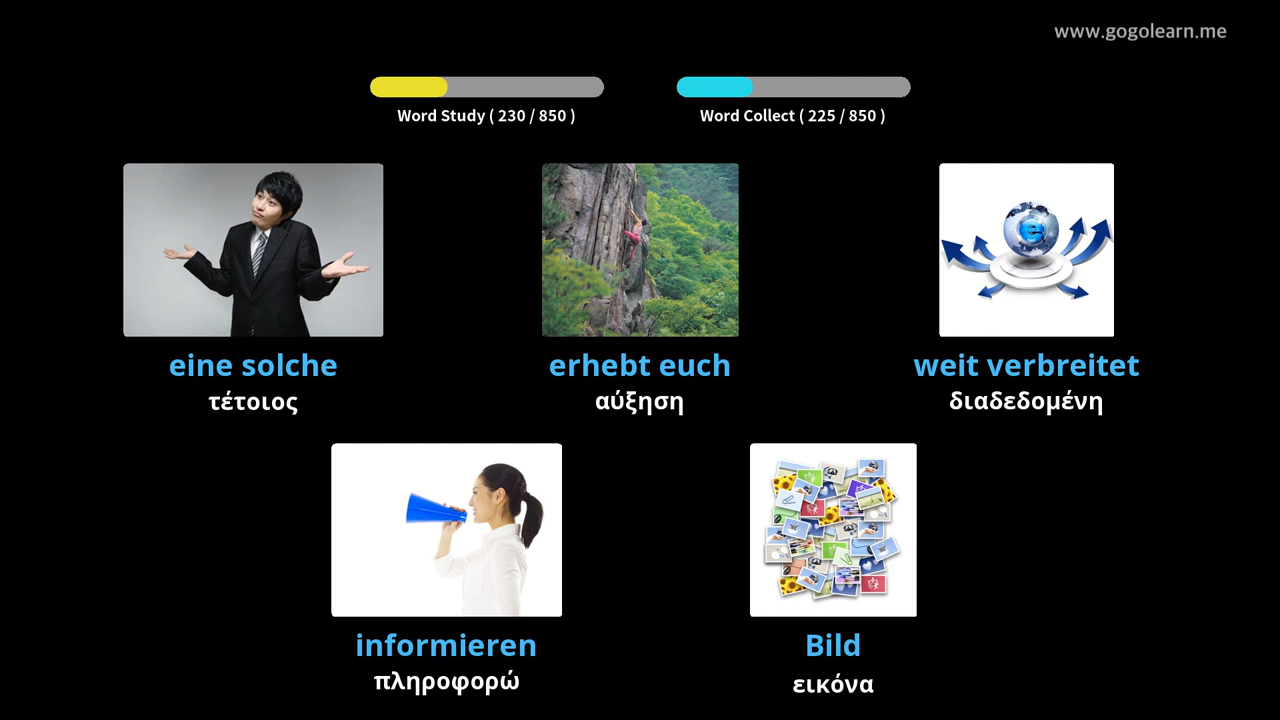 www.gogolearn.me
Word Study ( 230 / 850 )
Word Collect ( 225 / 850 )
eine solche
τέτοιος
erhebt euch
αύξηση
weit verbreitet
διαδεδομένη
informieren
πληροφορώ
Bild
εικόνα